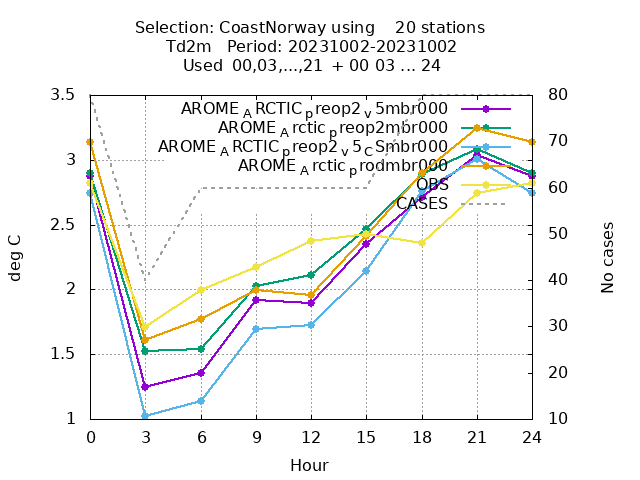 Selection: CoastNorway using 20 stations
Td2m Period: 20231002-20231002
Used 00,03,...,21 + 00 03 ... 24
AROME_ARCTIC_preop2_v5mbr000
AROME_Arctic_preop2mbr000
AROME_ARCTIC_preop2_v5_CSmbr000
AROME_Arctic_prodmbr000
OBS
CASES
3.5
3
2.5
2
1.5
1
deg C
80
70
60
50
40
30
20
10
No cases
0 3 6 9 12 15 18 21 24
Hour